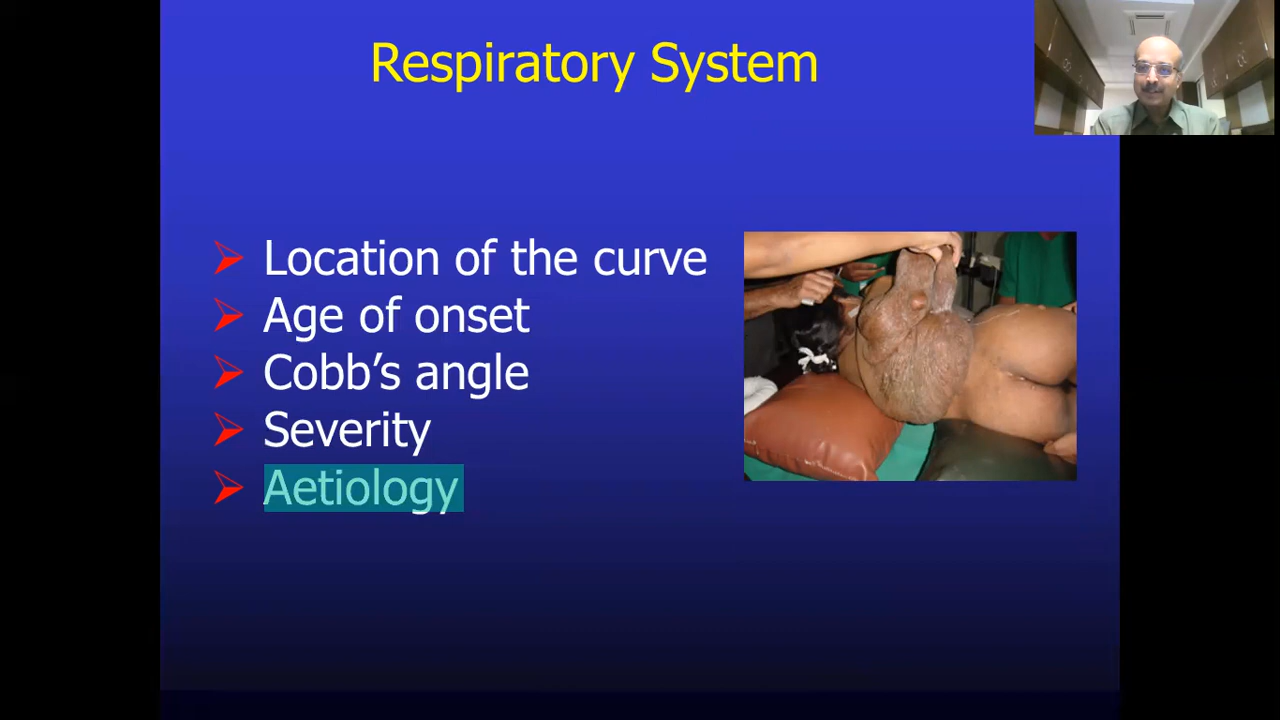 Respiratory System
Location of the curve
Age of onset
Cobb’s angle
Severity
Aetiology